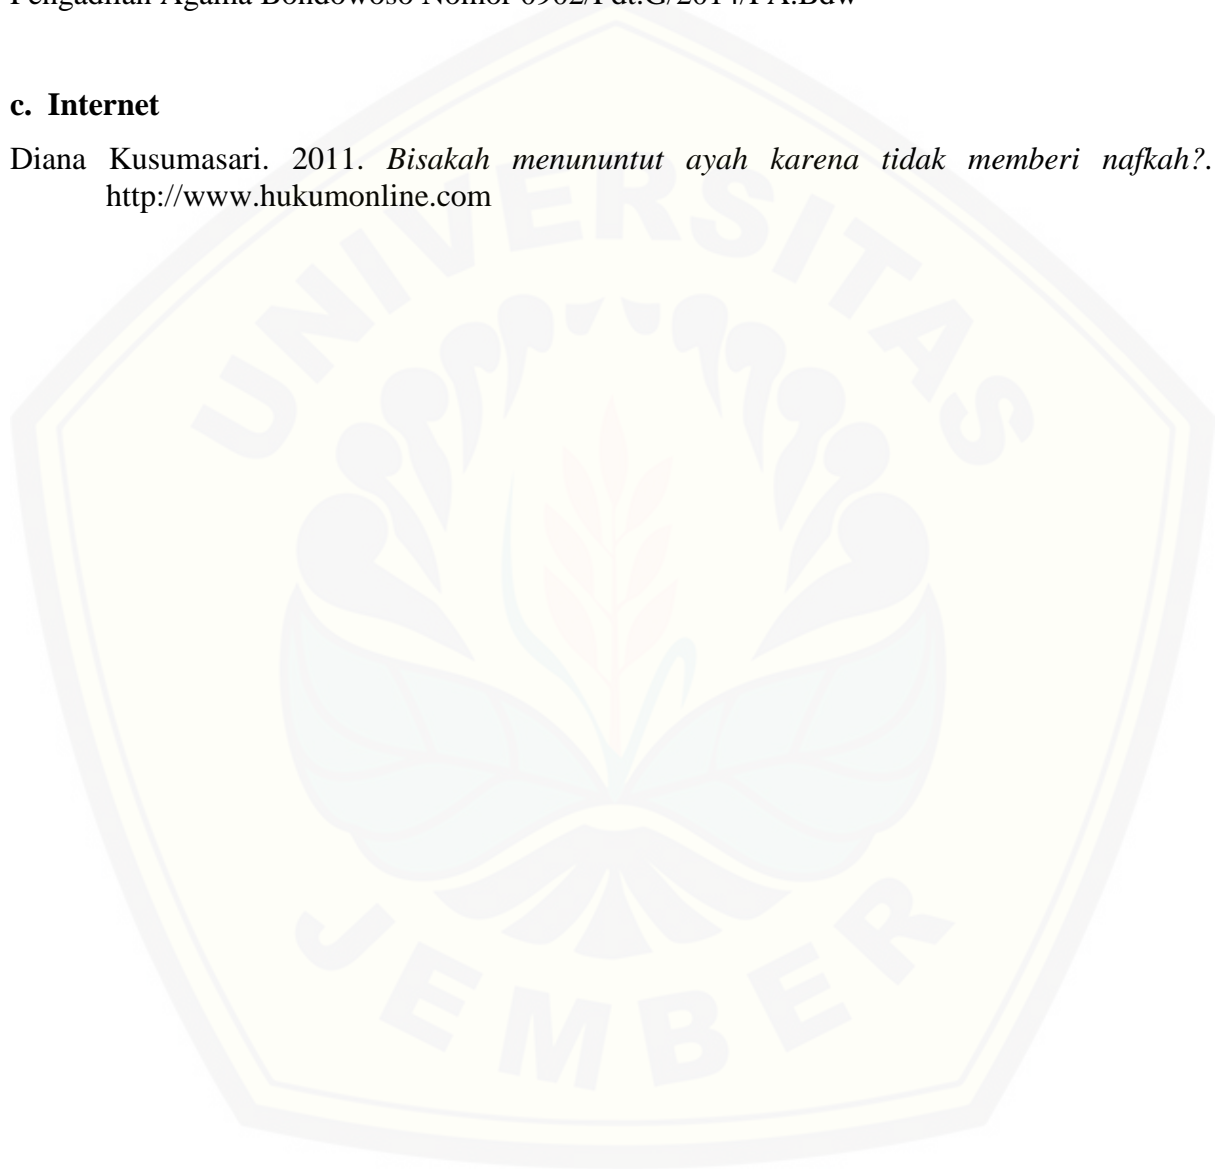 Pengadilan Agama Bondowoso Nomor 0902/Pdt.G/2014/PA.Bdw
c. Internet
Diana Kusumasari. 2011. Bisakah menununtut ayah karena tidak memberi nafkah?.
http://www.hukumonline.com
UNIVERSITAS
JEMBER